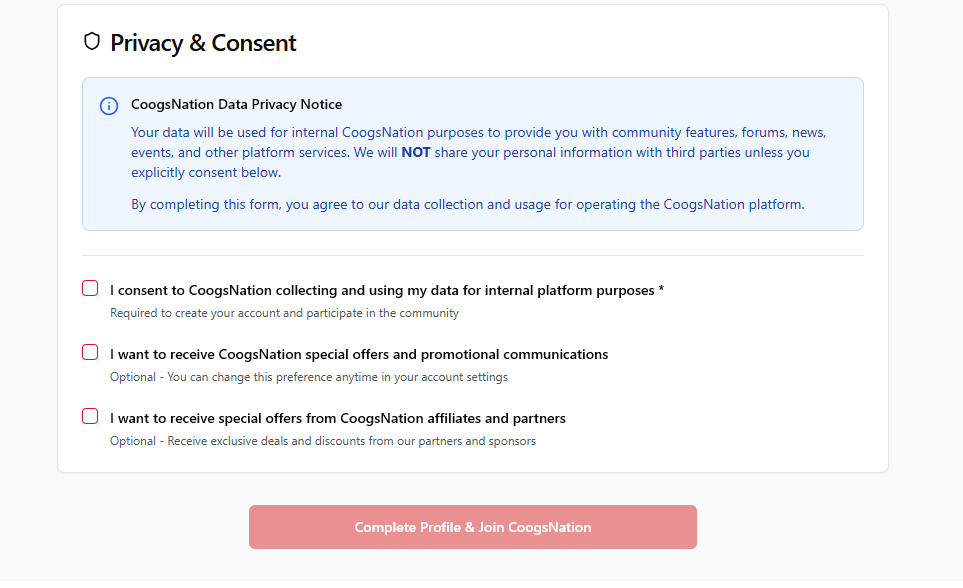 Privacy & Consent
CoogsNation Data Privacy Notice
Your data will be used for internal CoogsNation purposes to provide you with community features, forums, news,
events, and other platform services. We will NOT share your personal information with third parties unless you
explicitly consent below.
By completing this form, you agree to our data collection and usage for operating the CoogsNation platform.
I consent to CoogsNation collecting and using my data for internal platform purposes *
Required to create your account and participate in the community
I want to receive CoogsNation special offers and promotional communications
Optional - You can change this preference anytime in your account settings
I want to receive special offers from CoogsNation affiliates and partners
Optional - Receive exclusive deals and discounts from our partners and sponsors
Complete Profile & Join CoogsNation